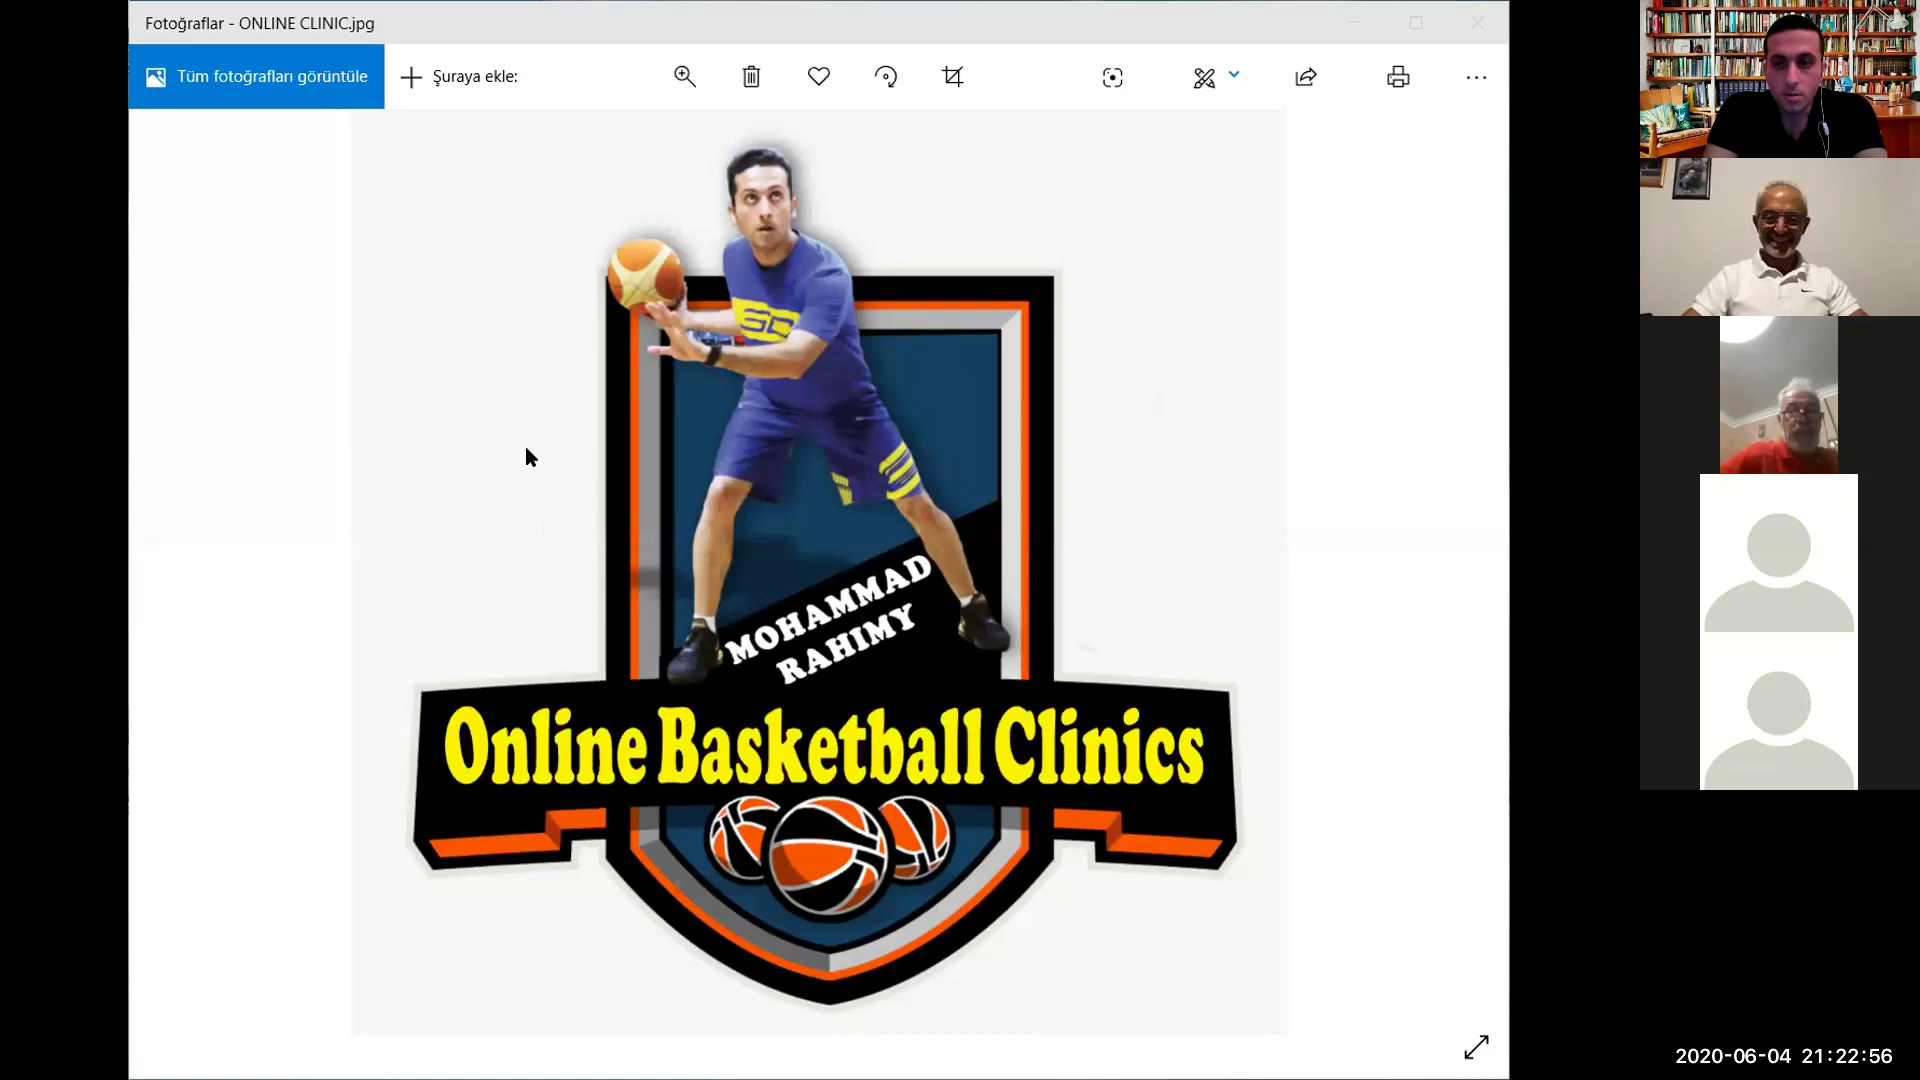 Fotoğraflar - ONLINE CLINIC.jpg
Tüm fotoğrafları görüntüle
Şuraya ekle:
MOHAMMAD
RAHIMY
Online Basketball Clinics
2020-06-04 21:22:56